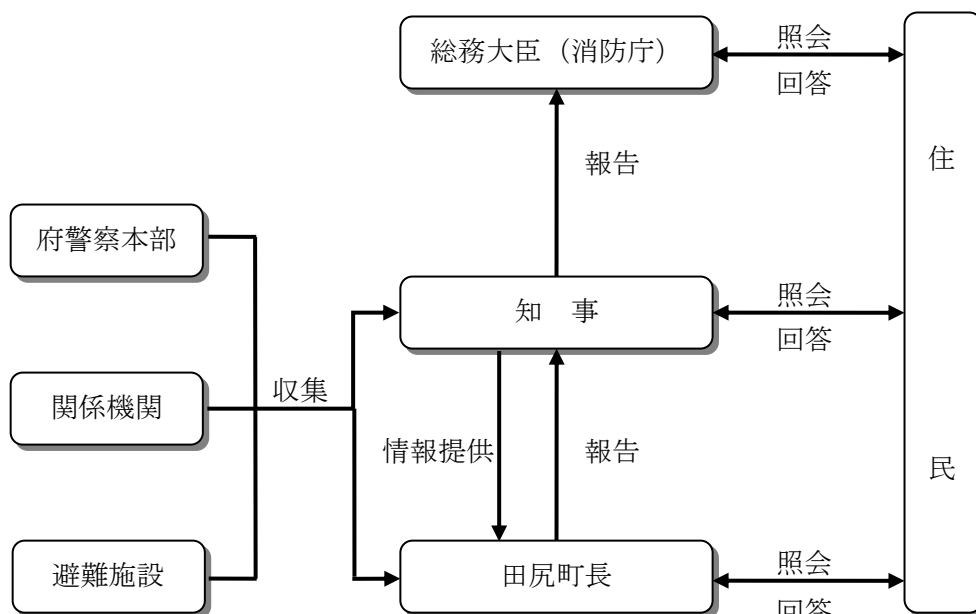 総務大臣（消防庁）
照会
回答
報告
府警察本部
関係機関
避難施設
収集
知　事
照会
回答
情報提供
報告
田尻町長
照会
回答
住
民